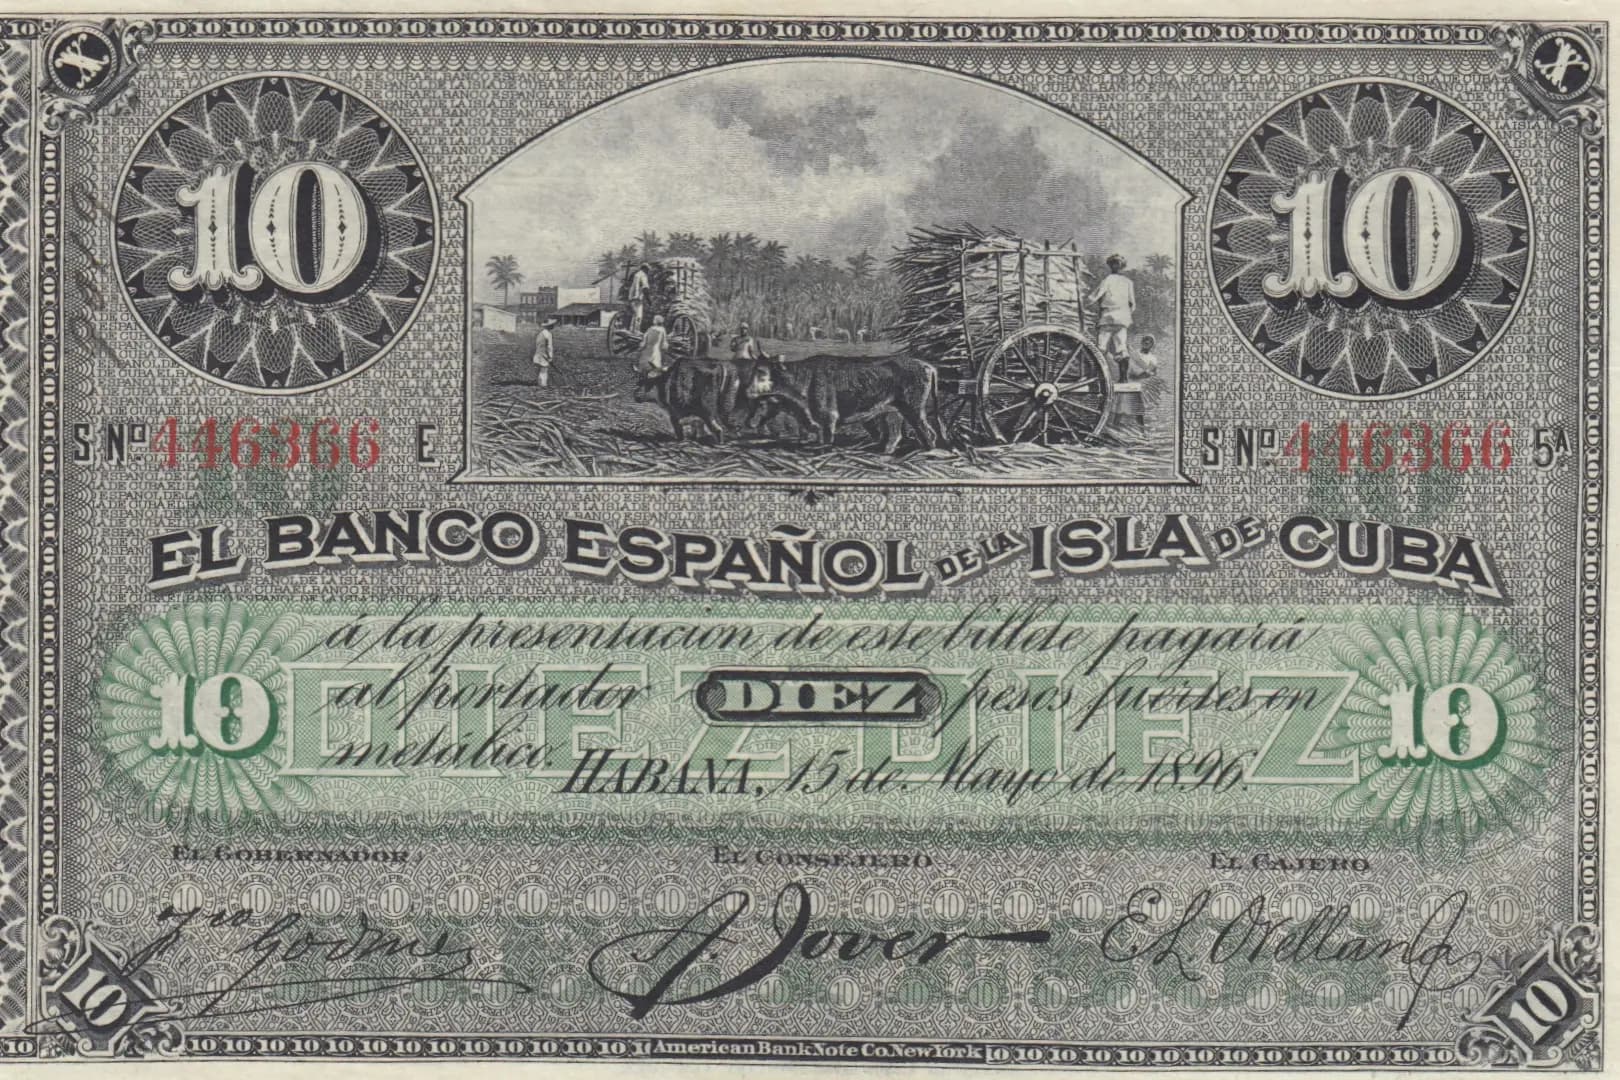 X X
10 10
S Nº 446366 E S Nº 446366 5A
EL BANCO ESPAÑOL DE LA ISLA DE CUBA
á la presentacion de este billete pagará
10 al portador DIEZ pesos fuertes en 10
DIEZ DIEZ
metálico. HABANA, 15 de Mayo de 1896.
EL GOBERNADOR EL CONSEJERO EL CAJERO
A. Jover E. L. Orellana
10 10
American Bank Note Co. New York